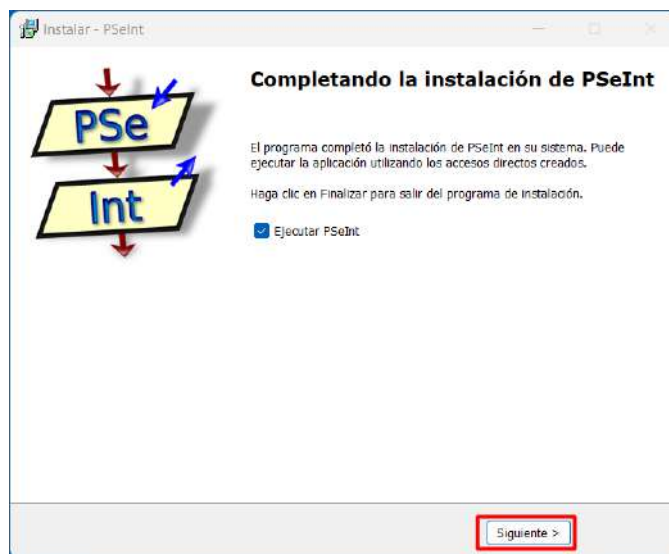 Instalar - PSeInt
PSe
Int
Completando la instalación de PSeInt
El programa completó la instalación de PSeInt en su sistema. Puede
ejecutar la aplicación utilizando los accesos directos creados.
Haga clic en Finalizar para salir del programa de instalación.
Ejecutar PSeInt
Siguiente >